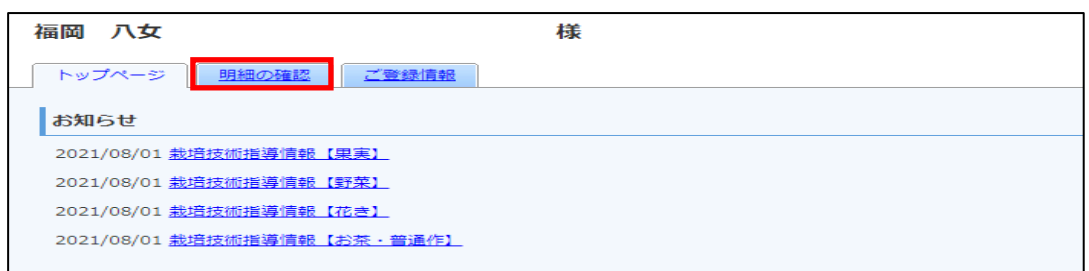 福岡　八女　様
トップページ　明細の確認　ご登録情報
お知らせ
2021/08/01 栽培技術指導情報【果実】
2021/08/01 栽培技術指導情報【野菜】
2021/08/01 栽培技術指導情報【花き】
2021/08/01 栽培技術指導情報【お茶・普通作】